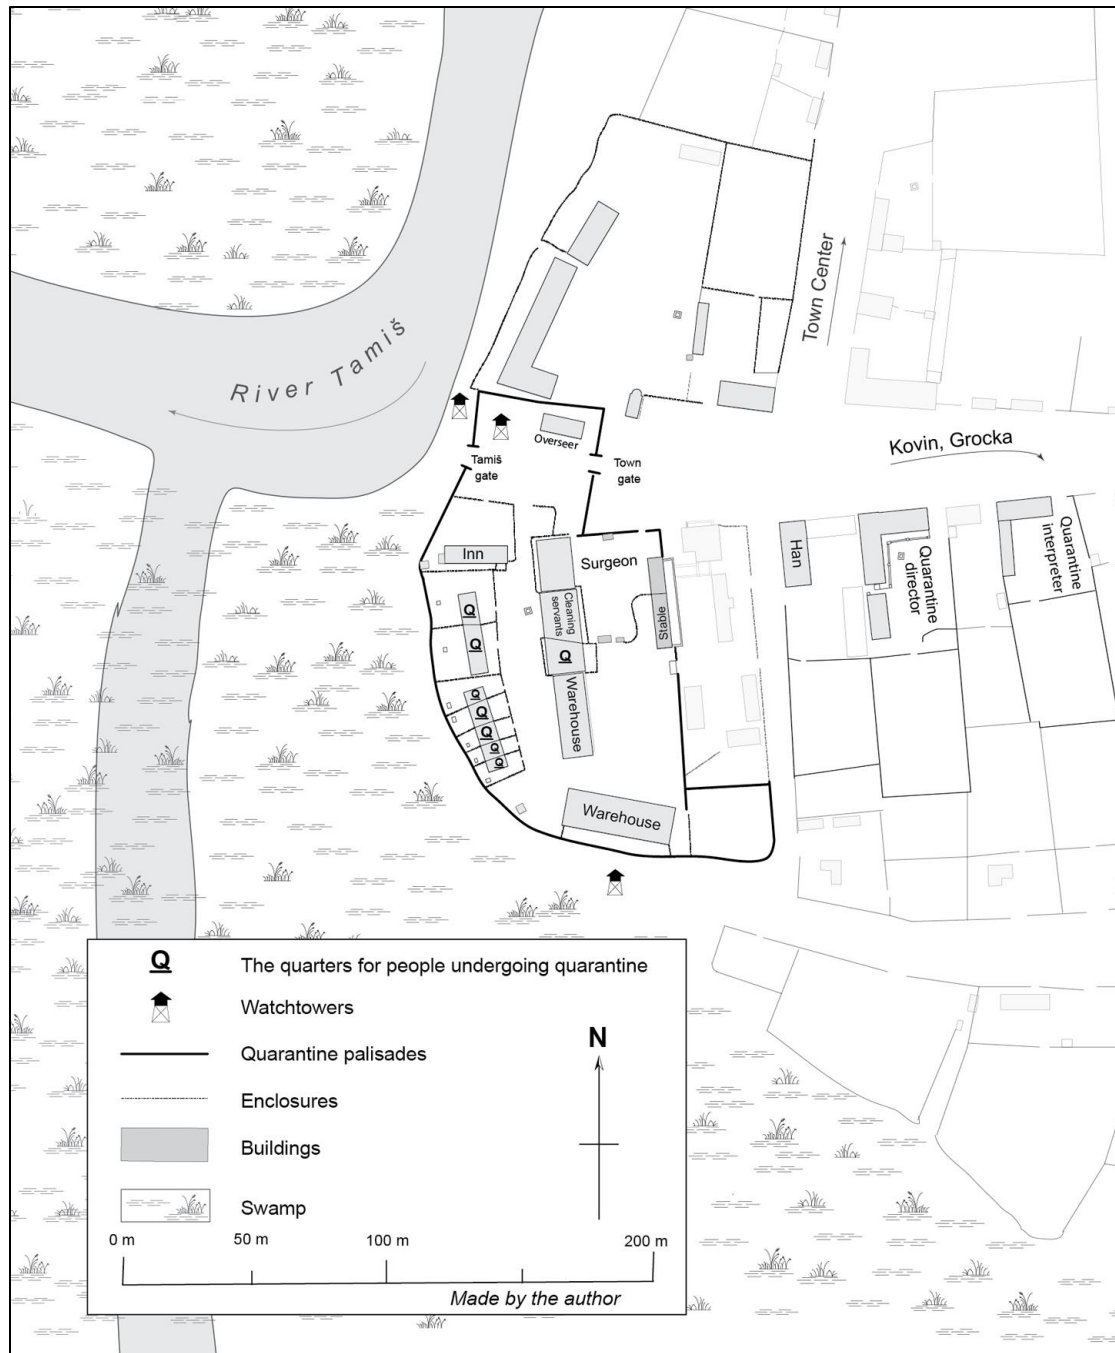 Town Center
River Tamiš
Kovin, Grocka
Overseer
Tamiš
gate
Town
gate
Inn
Surgeon
Han
Quarantine
director
Quarantine
interpreter
Cleaning
servants
Stable
Q
Q
Q
Q
Q
Q
Q
Q
Warehouse
Warehouse
Q The quarters for people undergoing quarantine
Watchtowers
Quarantine palisades
Enclosures
Buildings
Swamp
N
0 m 50 m 100 m 200 m
Made by the author